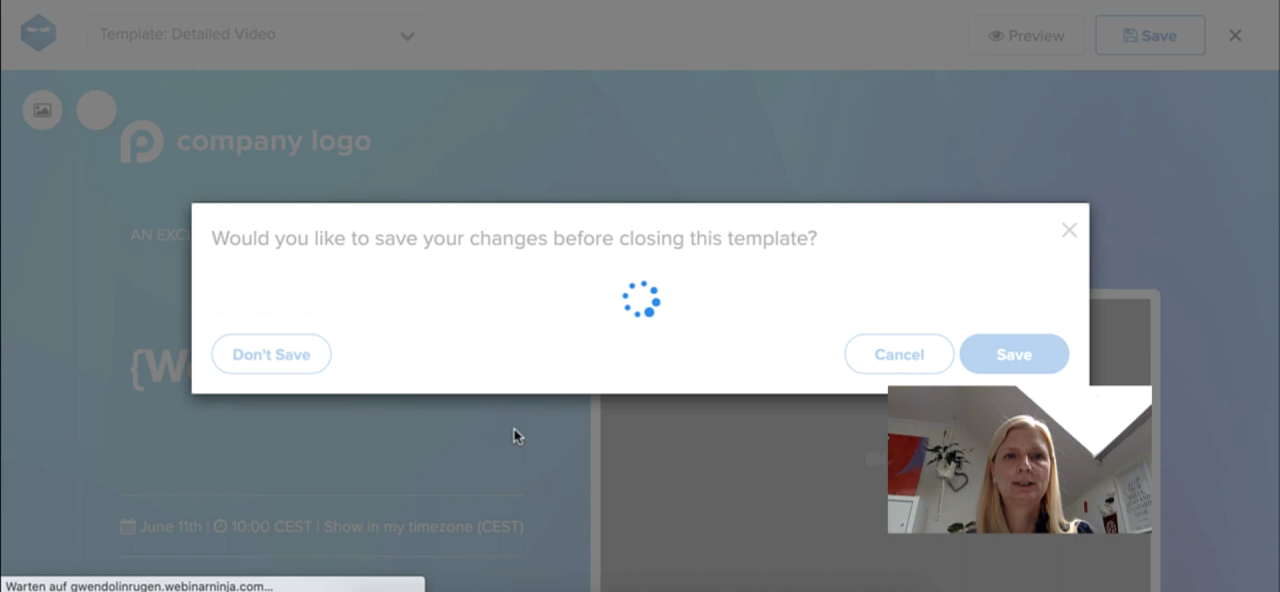 Template: Detailed Video
Preview
Save
company logo
AN EXC
Would you like to save your changes before closing this template?
Don't Save
Cancel
Save
{W
June 11th | 10:00 CEST | Show in my timezone (CEST)
Warten auf gwendolinrugen.webinarninja.com...